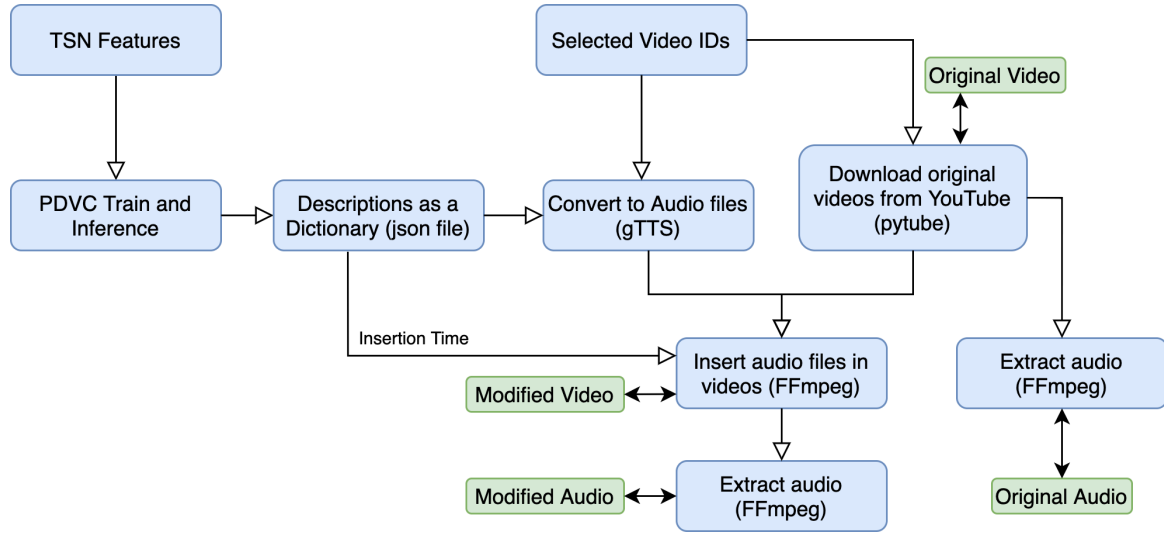 TSN Features
Selected Video IDs
Original Video
PDVC Train and
Inference
Descriptions as a
Dictionary (json file)
Convert to Audio files
(gTTS)
Download original
videos from YouTube
(pytube)
Insertion Time
Insert audio files in
videos (FFmpeg)
Extract audio
(FFmpeg)
Modified Video
Modified Audio
Extract audio
(FFmpeg)
Original Audio